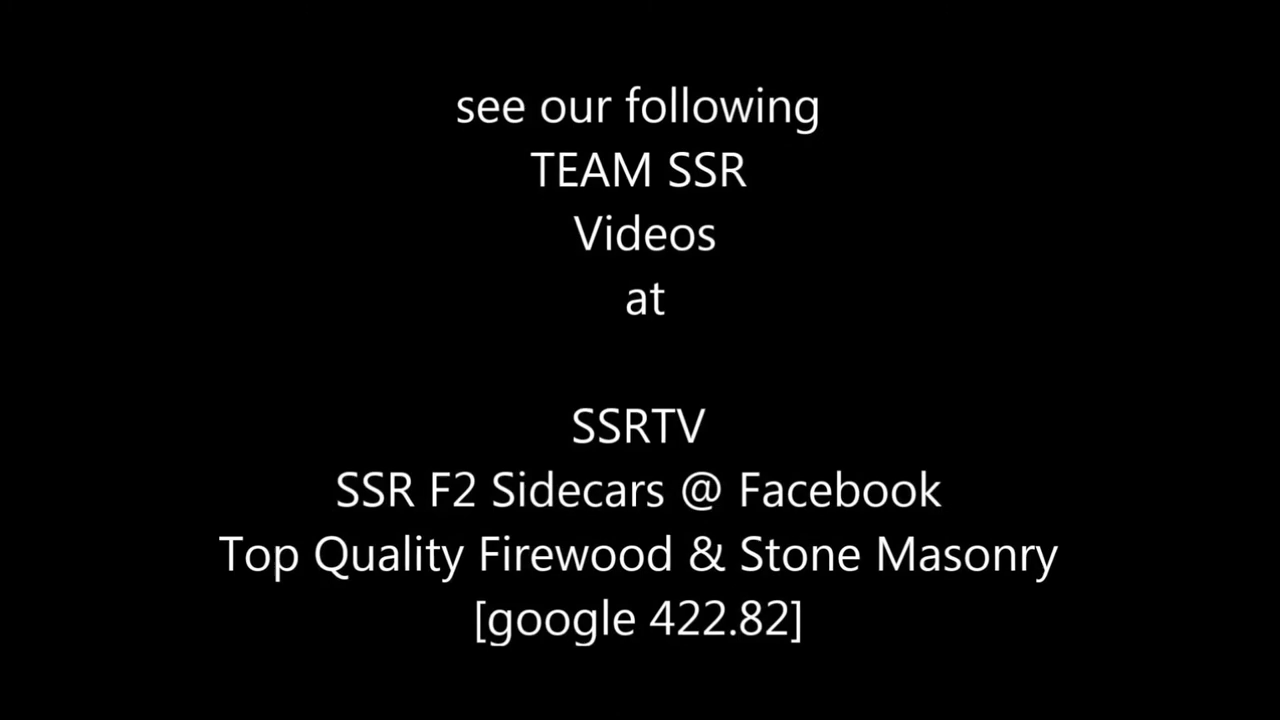 see our following
TEAM SSR
Videos
at
SSRTV
SSR F2 Sidecars @ Facebook
Top Quality Firewood & Stone Masonry
[google 422.82]